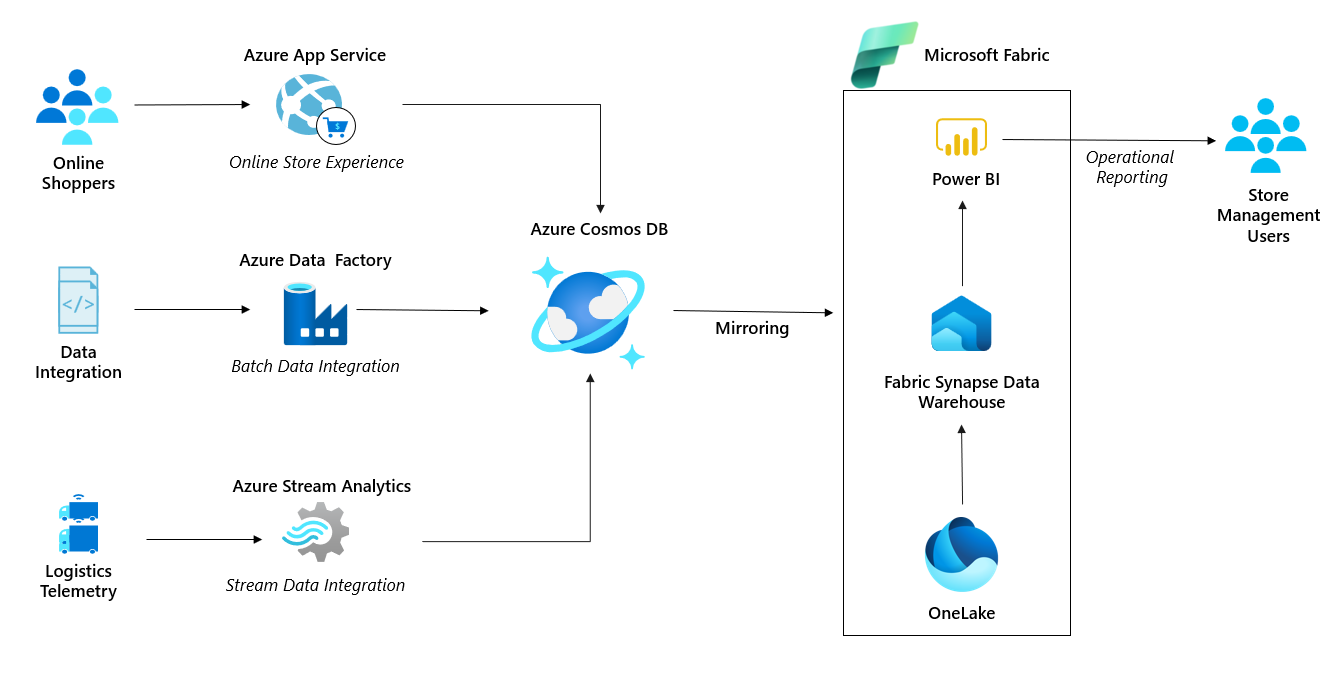 Azure App Service
Microsoft Fabric
Online
Shoppers
Online Store Experience
$
Power BI
Operational
Reporting
Store
Management
Users
Azure Cosmos DB
Azure Data  Factory
</>
Data
Integration
Batch Data Integration
Mirroring
Fabric Synapse Data
Warehouse
Azure Stream Analytics
Logistics
Telemetry
Stream Data Integration
OneLake